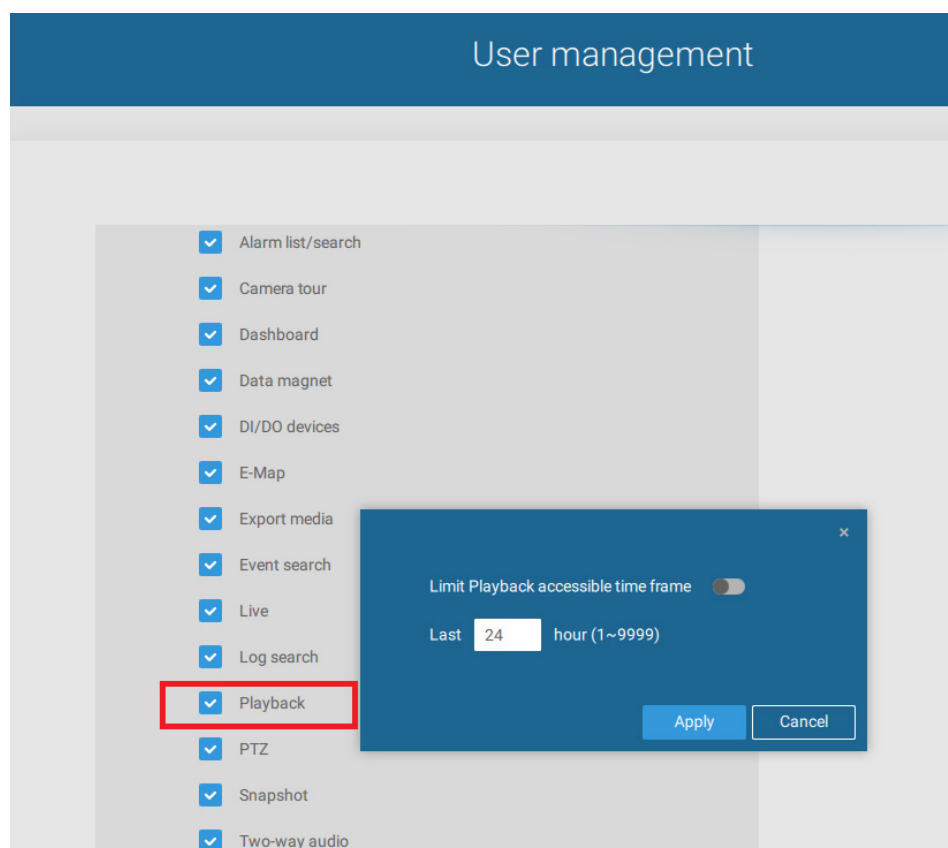 User management
Alarm list/search
Camera tour
Dashboard
Data magnet
DI/DO devices
E-Map
Export media
Event search
Live
Log search
Playback
PTZ
Snapshot
Two-way audio
×
Limit Playback accessible time frame
Last 24 hour (1~9999)
Apply Cancel